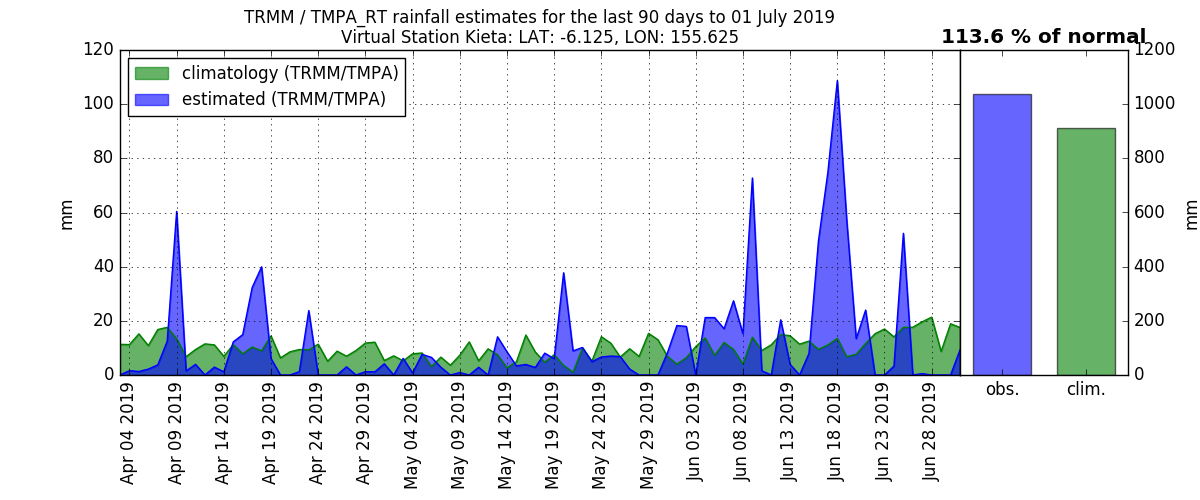 TRMM / TMPA_RT rainfall estimates for the last 90 days to 01 July 2019
Virtual Station Kieta: LAT: -6.125, LON: 155.625
113.6 % of normal
climatology (TRMM/TMPA)
estimated (TRMM/TMPA)
120
100
80
60
40
20
0
mm
1200
1000
800
600
400
200
0
mm
obs. clim.
Apr 04 2019
Apr 09 2019
Apr 14 2019
Apr 19 2019
Apr 24 2019
Apr 29 2019
May 04 2019
May 09 2019
May 14 2019
May 19 2019
May 24 2019
May 29 2019
Jun 03 2019
Jun 08 2019
Jun 13 2019
Jun 18 2019
Jun 23 2019
Jun 28 2019